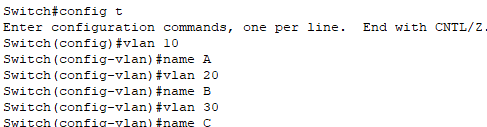 Switch#config t
Enter configuration commands, one per line.  End with CNTL/Z.
Switch(config)#vlan 10
Switch(config-vlan)#name A
Switch(config-vlan)#vlan 20
Switch(config-vlan)#name B
Switch(config-vlan)#vlan 30
Switch(config-vlan)#name C